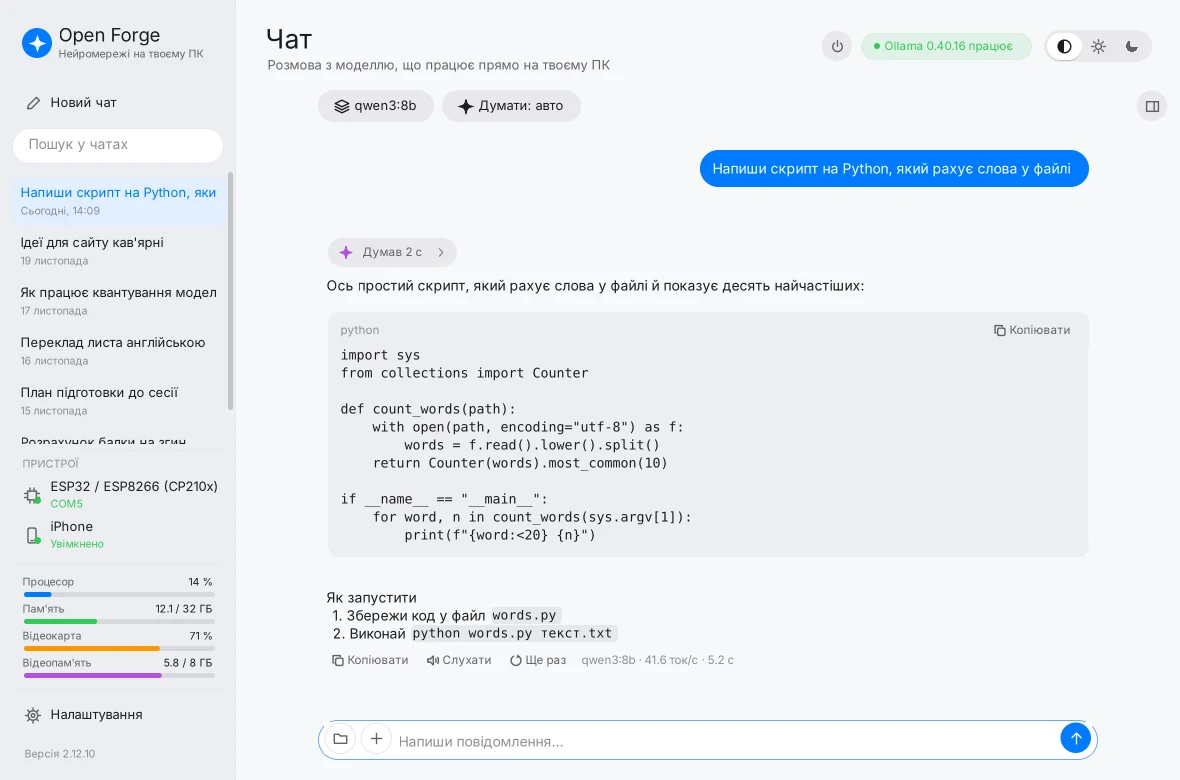 Open Forge
Нейромережі на твоєму ПК
Новий чат
Пошук у чатах
Напиши скрипт на Python, яки
Сьогодні, 14:09
Ідеї для сайту кав'ярні
19 листопада
Як працює квантування модел
17 листопада
Переклад листа англійською
16 листопада
План підготовки до сесії
15 листопада
Розрахунок балки на згин
ПРИСТРОЇ
ESP32 / ESP8266 (CP210x)
COM5
iPhone
Увімкнено
Процесор 14 %
Пам'ять 12.1 / 32 ГБ
Відеокарта 71 %
Відеопам'ять 5.8 / 8 ГБ
Налаштування
Версія 2.12.10
Чат
Розмова з моделлю, що працює прямо на твоєму ПК
Ollama 0.40.16 працює
qwen3:8b
Думати: авто
Напиши скрипт на Python, який рахує слова у файлі
Думав 2 с
Ось простий скрипт, який рахує слова у файлі й показує десять найчастіших:
python
Копіювати
import sys
from collections import Counter
def count_words(path):
    with open(path, encoding="utf-8") as f:
        words = f.read().lower().split()
    return Counter(words).most_common(10)
if __name__ == "__main__":
    for word, n in count_words(sys.argv[1]):
        print(f"{word:<20} {n}")
Як запустити
1. Збережи код у файл words.py
2. Виконай python words.py текст.txt
Копіювати Слухати Ще раз qwen3:8b · 41.6 ток/с · 5.2 с
Напиши повідомлення...